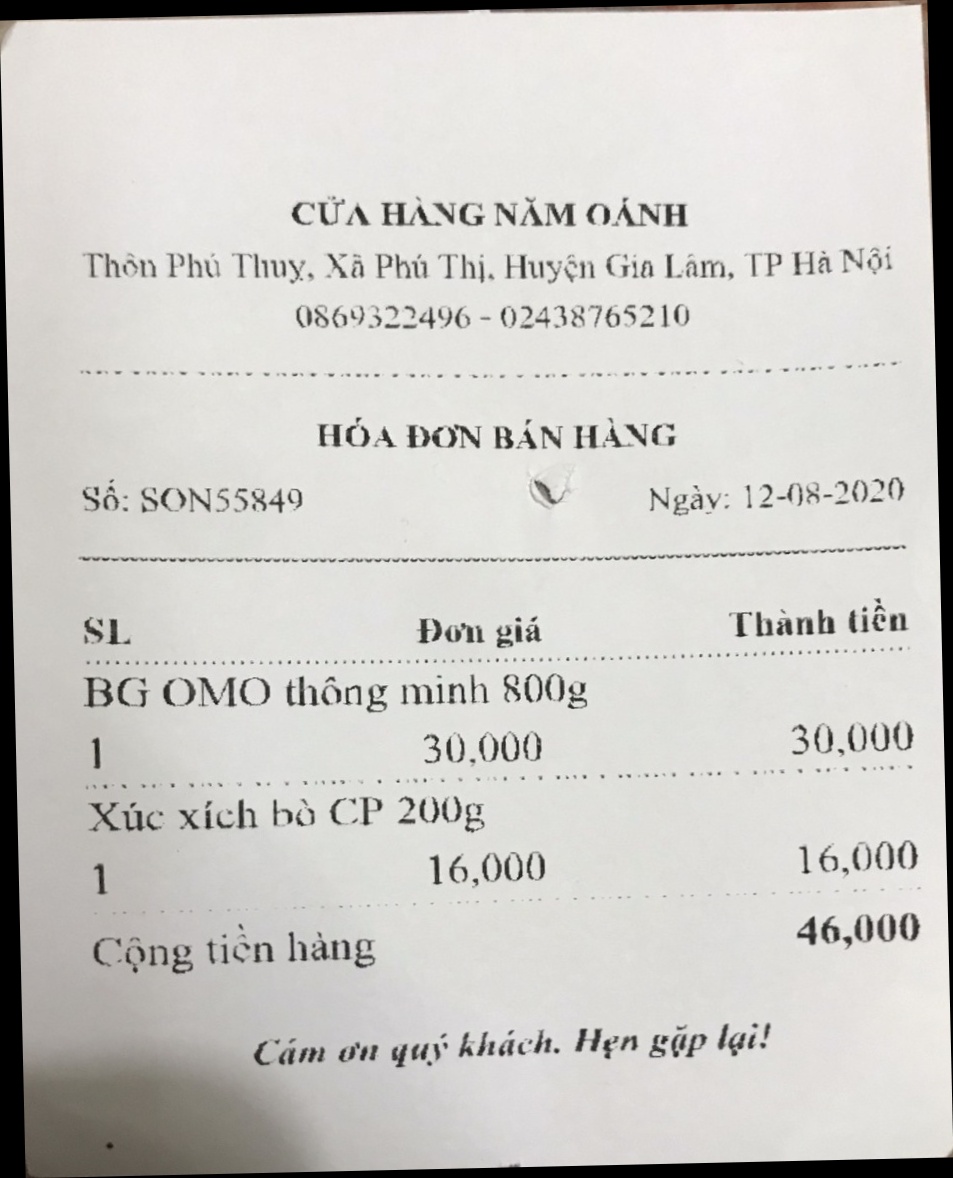 CỬA HÀNG NĂM OÁNH
Thôn Phú Thuỵ, Xã Phú Thị, Huyện Gia Lâm, TP Hà Nội
0869322496 - 02438765210
HÓA ĐƠN BÁN HÀNG
Số: SON55849 Ngày: 12-08-2020
SL Đơn giá Thành tiền
BG OMO thông minh 800g
1 30,000 30,000
Xúc xích bò CP 200g
1 16,000 16,000
Cộng tiền hàng 46,000
Cám ơn quý khách. Hẹn gặp lại!